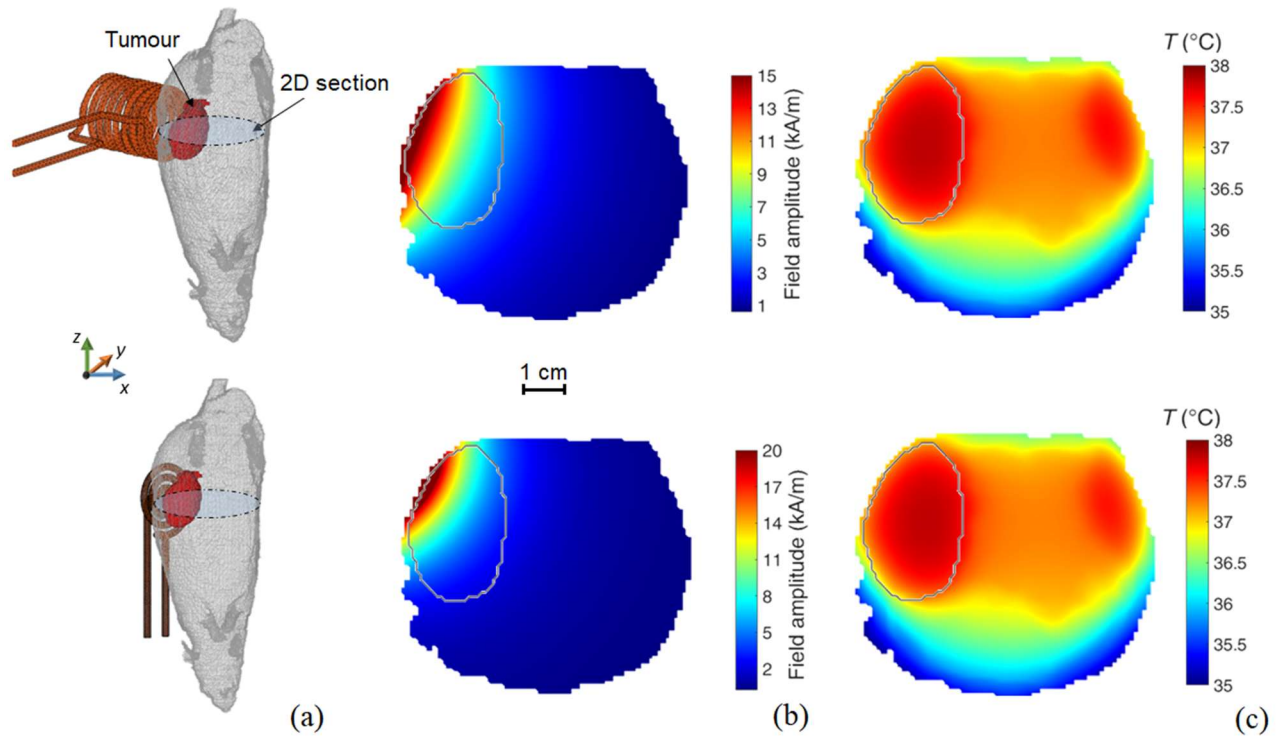 Tumour
2D section
z
y
x
(a)
15
13
11
9
7
5
3
1
Field amplitude (kA/m)
1 cm
20
17
14
11
8
5
2
Field amplitude (kA/m)
(b)
T (°C)
38
37.5
37
36.5
36
35.5
35
T (°C)
38
37.5
37
36.5
36
35.5
35
(c)